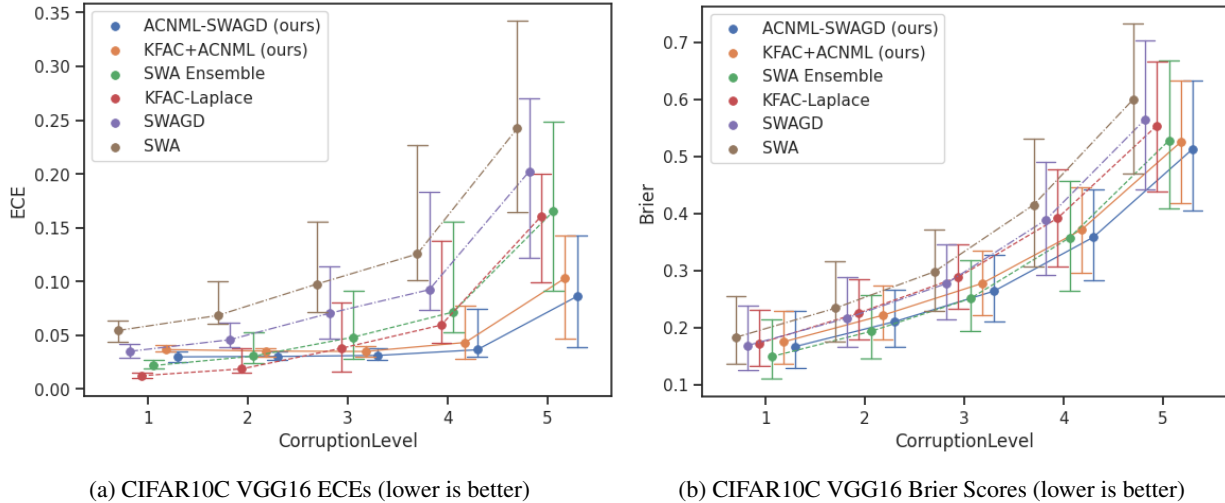 ACNML-SWAGD (ours)
KFAC+ACNML (ours)
SWA Ensemble
KFAC-Laplace
SWAGD
SWA
0.35
0.30
0.25
0.20
0.15
0.10
0.05
0.00
ECE
1 2 3 4 5
CorruptionLevel
(a) CIFAR10C VGG16 ECEs (lower is better)
ACNML-SWAGD (ours)
KFAC+ACNML (ours)
SWA Ensemble
KFAC-Laplace
SWAGD
SWA
0.7
0.6
0.5
0.4
0.3
0.2
0.1
Brier
1 2 3 4 5
CorruptionLevel
(b) CIFAR10C VGG16 Brier Scores (lower is better)